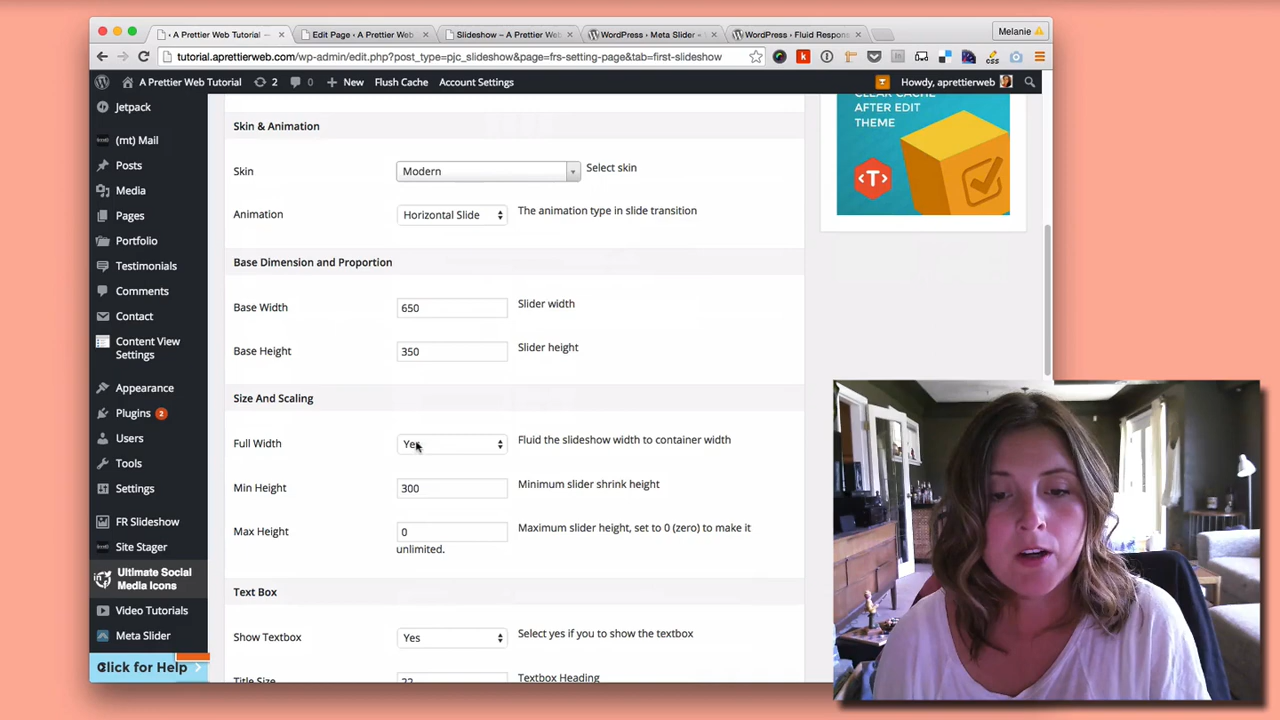 ‹ A Prettier Web Tutorial —
Edit Page ‹ A Prettier Web
Slideshow – A Prettier Web
WordPress › Meta Slider «
WordPress › Fluid Respons
Melanie
tutorial.aprettierweb.com/wp-admin/edit.php?post_type=pjc_slideshow&page=frs-setting-page&tab=first-slideshow
A Prettier Web Tutorial
2
0
+ New
Flush Cache
Account Settings
Howdy, aprettierweb
Jetpack
(mt) Mail
Posts
Media
Pages
Portfolio
Testimonials
Comments
Contact
Content View
Settings
Appearance
Plugins 2
Users
Tools
Settings
FR Slideshow
Site Stager
Ultimate Social
Media Icons
Video Tutorials
Meta Slider
Click for Help
Skin & Animation
Skin
Modern
Select skin
Animation
Horizontal Slide
The animation type in slide transition
Base Dimension and Proportion
Base Width
650
Slider width
Base Height
350
Slider height
Size And Scaling
Full Width
Yes
Fluid the slideshow width to container width
Min Height
300
Minimum slider shrink height
Max Height
0
Maximum slider height, set to 0 (zero) to make it
unlimited.
Text Box
Show Textbox
Yes
Select yes if you to show the textbox
Title Size
22
Textbox Heading
CLEAR CACHE
AFTER EDIT
THEME
<T>